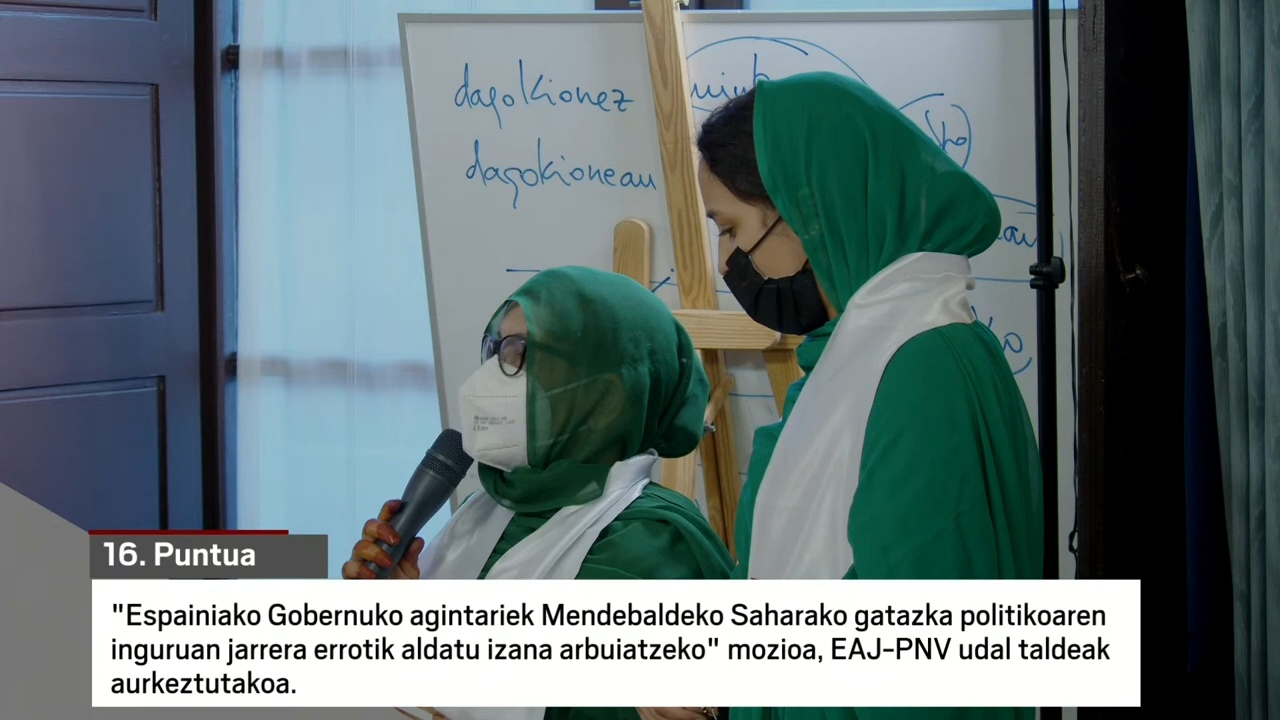 dagokionez
dagokioneau
16. Puntua
"Espainiako Gobernuko agintariek Mendebaldeko Saharako gatazka politikoaren
inguruan jarrera errotik aldatu izana arbuiatzeko" mozioa, EAJ-PNV udal taldeak
aurkeztutakoa.